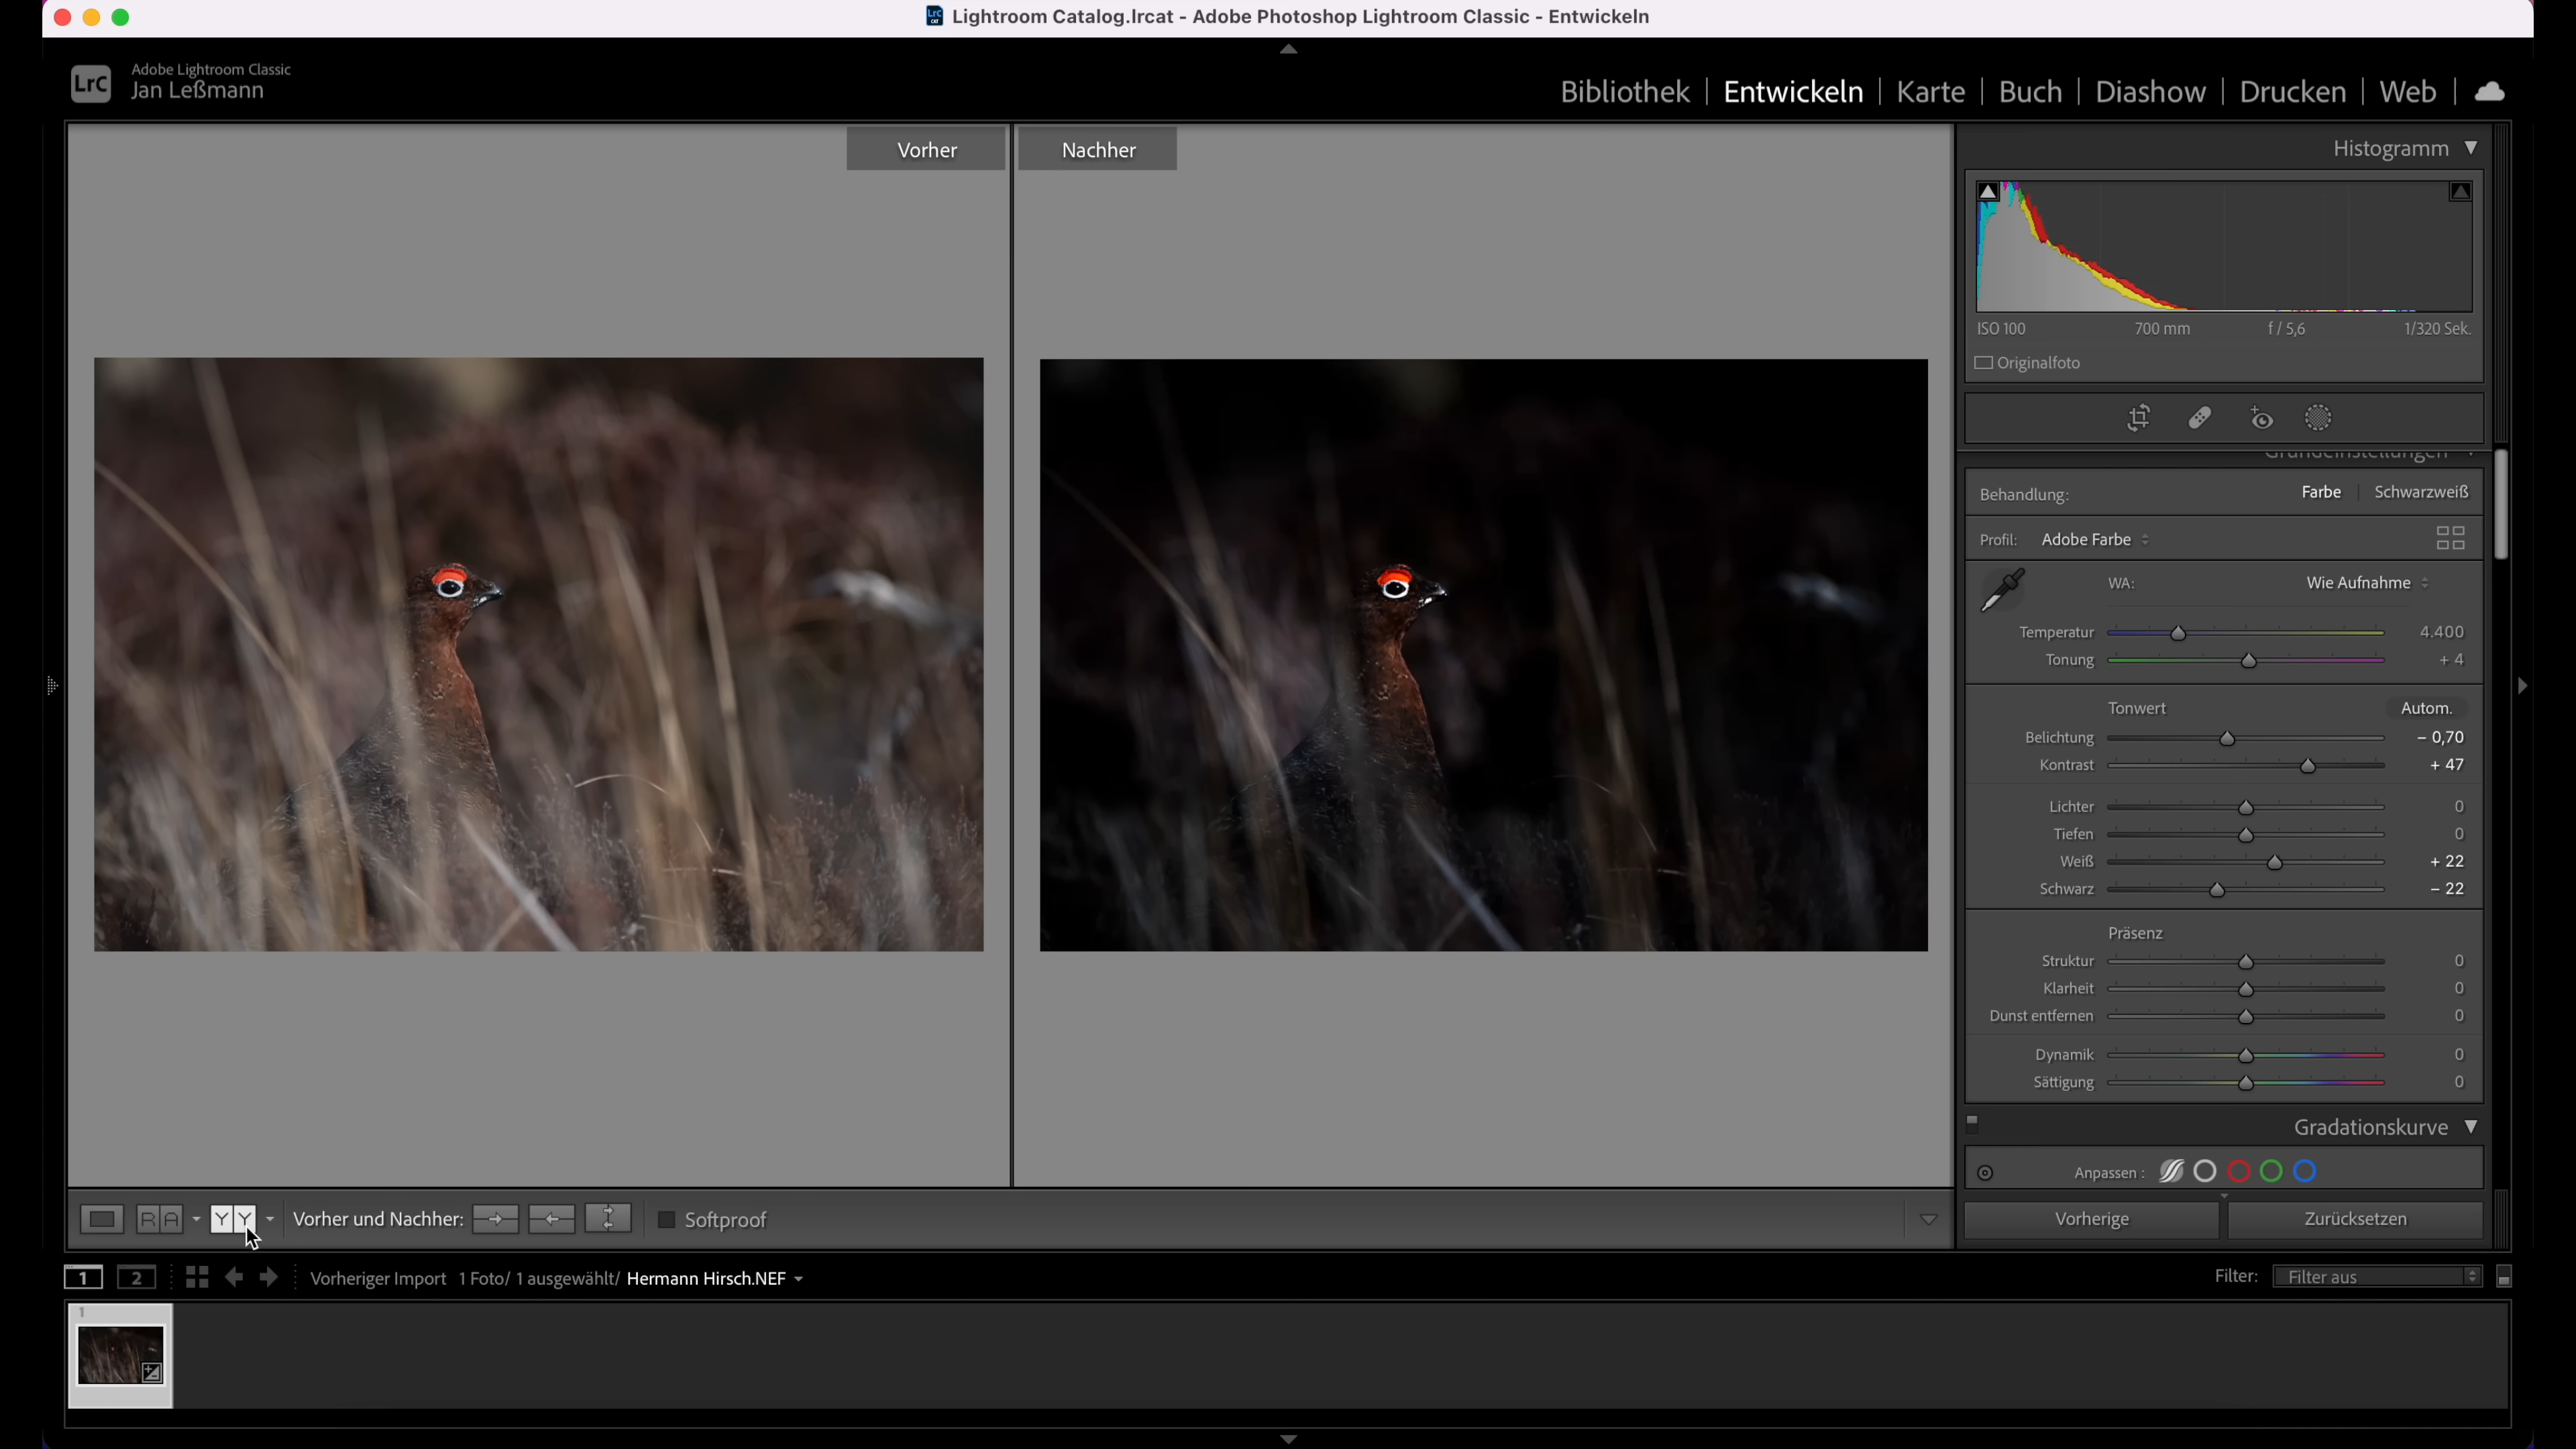 Lightroom Catalog.lrcat - Adobe Photoshop Lightroom Classic - Entwickeln
LrC
Adobe Lightroom Classic
Jan Leßmann
Bibliothek | Entwickeln | Karte | Buch | Diashow | Drucken | Web
Vorher
Nachher
Histogramm
ISO 100 700 mm f / 5,6 1/320 Sek.
Originalfoto
Grundeinstellungen
Behandlung: Farbe | Schwarzweiß
Profil: Adobe Farbe
WA: Wie Aufnahme
Temperatur 4.400
Tonung + 4
Tonwert Autom.
Belichtung – 0,70
Kontrast + 47
Lichter 0
Tiefen 0
Weiß + 22
Schwarz – 22
Präsenz
Struktur 0
Klarheit 0
Dunst entfernen 0
Dynamik 0
Sättigung 0
Gradationskurve
Anpassen :
Vorherige Zurücksetzen
R A Y Y Vorher und Nachher: Softproof
1 2 Vorheriger Import 1 Foto/ 1 ausgewählt/ Hermann Hirsch.NEF
Filter: Filter aus
1